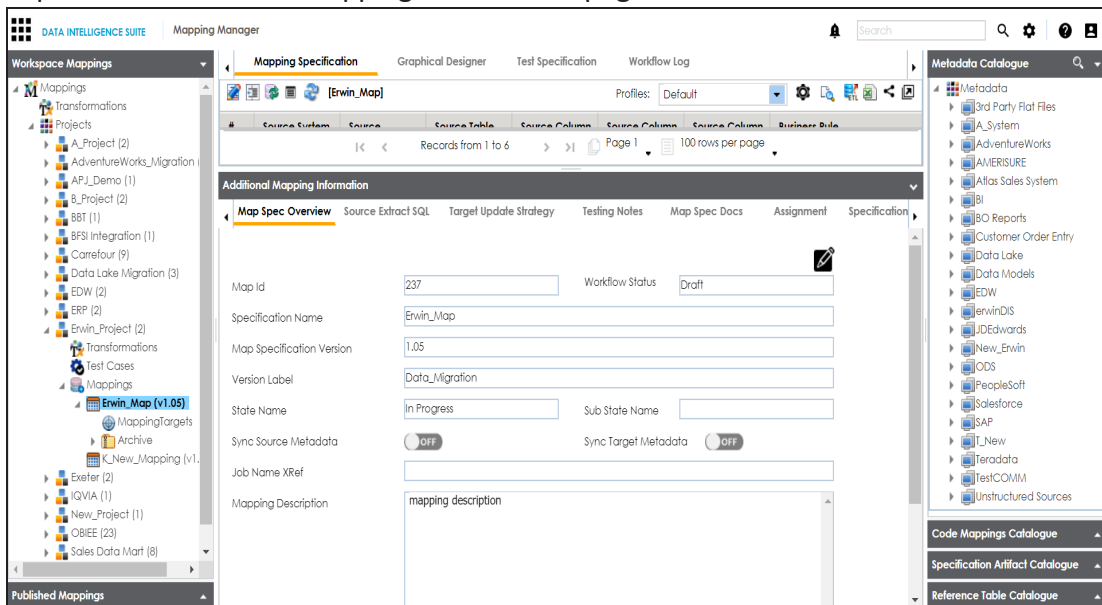 DATA INTELLIGENCE SUITE Mapping Manager Search
Workspace Mappings
Mappings
Transformations
Projects
A_Project (2)
AdventureWorks_Migration
APJ_Demo (1)
B_Project (2)
BBT (1)
BFSI Integration (1)
Carrefour (9)
Data Lake Migration (3)
EDW (2)
ERP (2)
Erwin_Project (2)
Transformations
Test Cases
Mappings
Erwin_Map (v1.05)
MappingTargets
Archive
K_New_Mapping (v1.
Exeter (2)
IQVIA (1)
New_Project (1)
OBIEE (23)
Sales Data Mart (8)
Published Mappings
Mapping Specification Graphical Designer Test Specification Workflow Log
[Erwin_Map] Profiles: Default
# Source System Source Source Table Source Column Source Column Source Column Business Rule
Records from 1 to 6 Page 1 100 rows per page
Additional Mapping Information
Map Spec Overview Source Extract SQL Target Update Strategy Testing Notes Map Spec Docs Assignment Specification
Map Id 237 Workflow Status Draft
Specification Name Erwin_Map
Map Specification Version 1.05
Version Label Data_Migration
State Name In Progress Sub State Name
Sync Source Metadata OFF Sync Target Metadata OFF
Job Name XRef
Mapping Description mapping description
Metadata Catalogue
Metadata
3rd Party Flat Files
A_System
AdventureWorks
AMERISURE
Atlas Sales System
BI
BO Reports
Customer Order Entry
Data Lake
Data Models
EDW
erwinDIS
JDEdwards
New_Erwin
ODS
PeopleSoft
Salesforce
SAP
T_New
Teradata
TestCOMM
Unstructured Sources
Code Mappings Catalogue
Specification Artifact Catalogue
Reference Table Catalogue